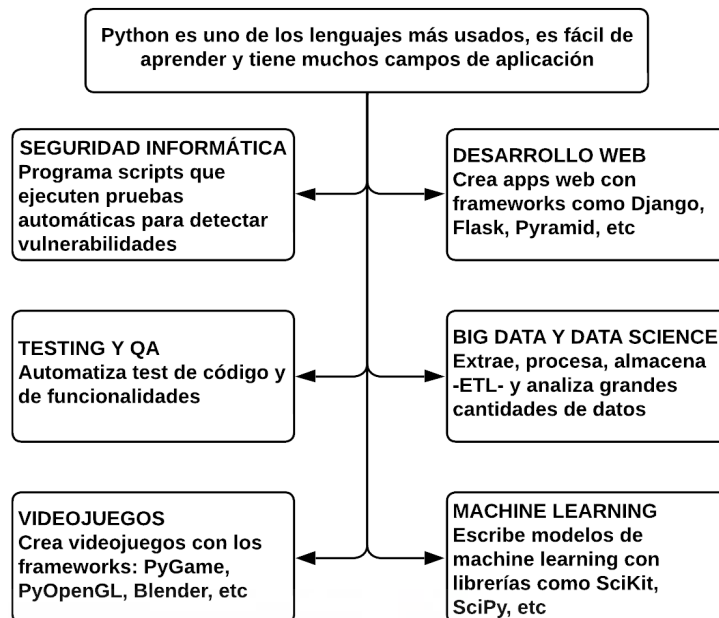 Python es uno de los lenguajes más usados, es fácil de
aprender y tiene muchos campos de aplicación
SEGURIDAD INFORMÁTICA
Programa scripts que
ejecuten pruebas
automáticas para detectar
vulnerabilidades
DESARROLLO WEB
Crea apps web con
frameworks como Django,
Flask, Pyramid, etc
TESTING Y QA
Automatiza test de código y
de funcionalidades
BIG DATA Y DATA SCIENCE
Extrae, procesa, almacena
-ETL- y analiza grandes
cantidades de datos
VIDEOJUEGOS
Crea videojuegos con los
frameworks: PyGame,
PyOpenGL, Blender, etc
MACHINE LEARNING
Escribe modelos de
machine learning con
librerías como SciKit,
SciPy, etc